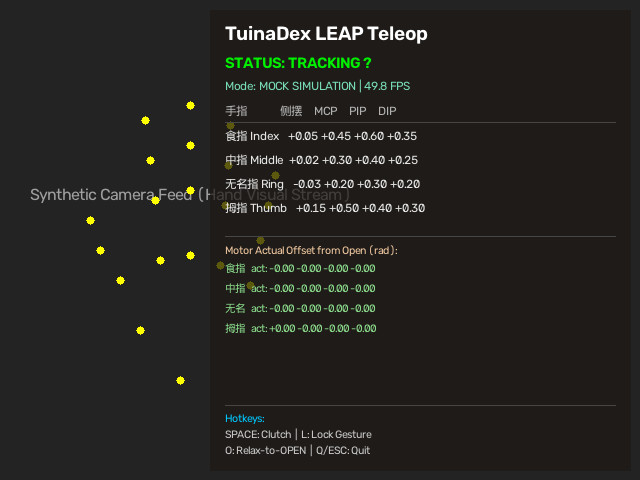 TuinaDex LEAP Teleop
STATUS: TRACKING ?
Mode: MOCK SIMULATION | 49.8 FPS
手指 侧摆 MCP PIP DIP
食指 Index +0.05 +0.45 +0.60 +0.35
中指 Middle +0.02 +0.30 +0.40 +0.25
无名指 Ring -0.03 +0.20 +0.30 +0.20
Synthetic Camera Feed (Hand Visual Stream)
拇指 Thumb +0.15 +0.50 +0.40 +0.30
Motor Actual Offset from Open (rad):
食指 act: -0.00 -0.00 -0.00 -0.00
中指 act: -0.00 -0.00 -0.00 -0.00
无名 act: -0.00 -0.00 -0.00 -0.00
拇指 act: +0.00 -0.00 -0.00 -0.00
Hotkeys:
SPACE: Clutch | L: Lock Gesture
O: Relax-to-OPEN | Q/ESC: Quit